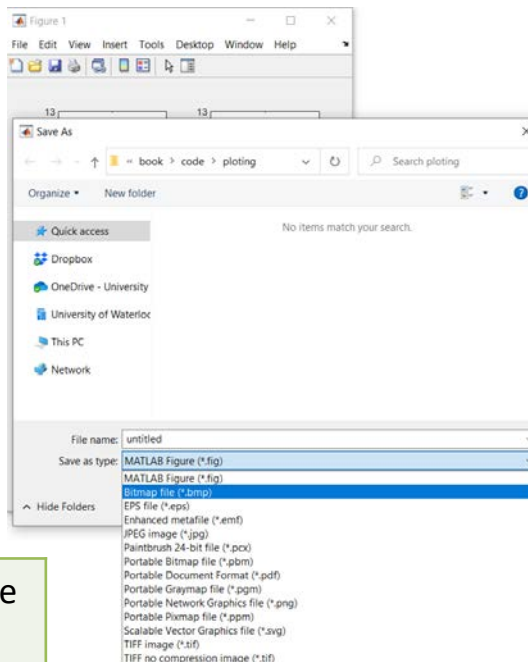 Figure 1
File Edit View Insert Tools Desktop Window Help
13 13
Save As
« book > code > ploting
Search ploting
Organize New folder
Quick access
No items match your search.
Dropbox
OneDrive - University
University of Waterloo
This PC
Network
File name: untitled
Save as type: MATLAB Figure (*.fig)
MATLAB Figure (*.fig)
Bitmap file (*.bmp)
EPS file (*.eps)
Hide Folders
Enhanced metafile (*.emf)
JPEG image (*.jpg)
Paintbrush 24-bit file (*.pcx)
Portable Bitmap file (*.pbm)
Portable Document Format (*.pdf)
Portable Graymap file (*.pgm)
Portable Network Graphics file (*.png)
Portable Pixmap file (*.ppm)
Scalable Vector Graphics file (*.svg)
TIFF image (*.tif)
TIFF no compression image (*.tif)
e